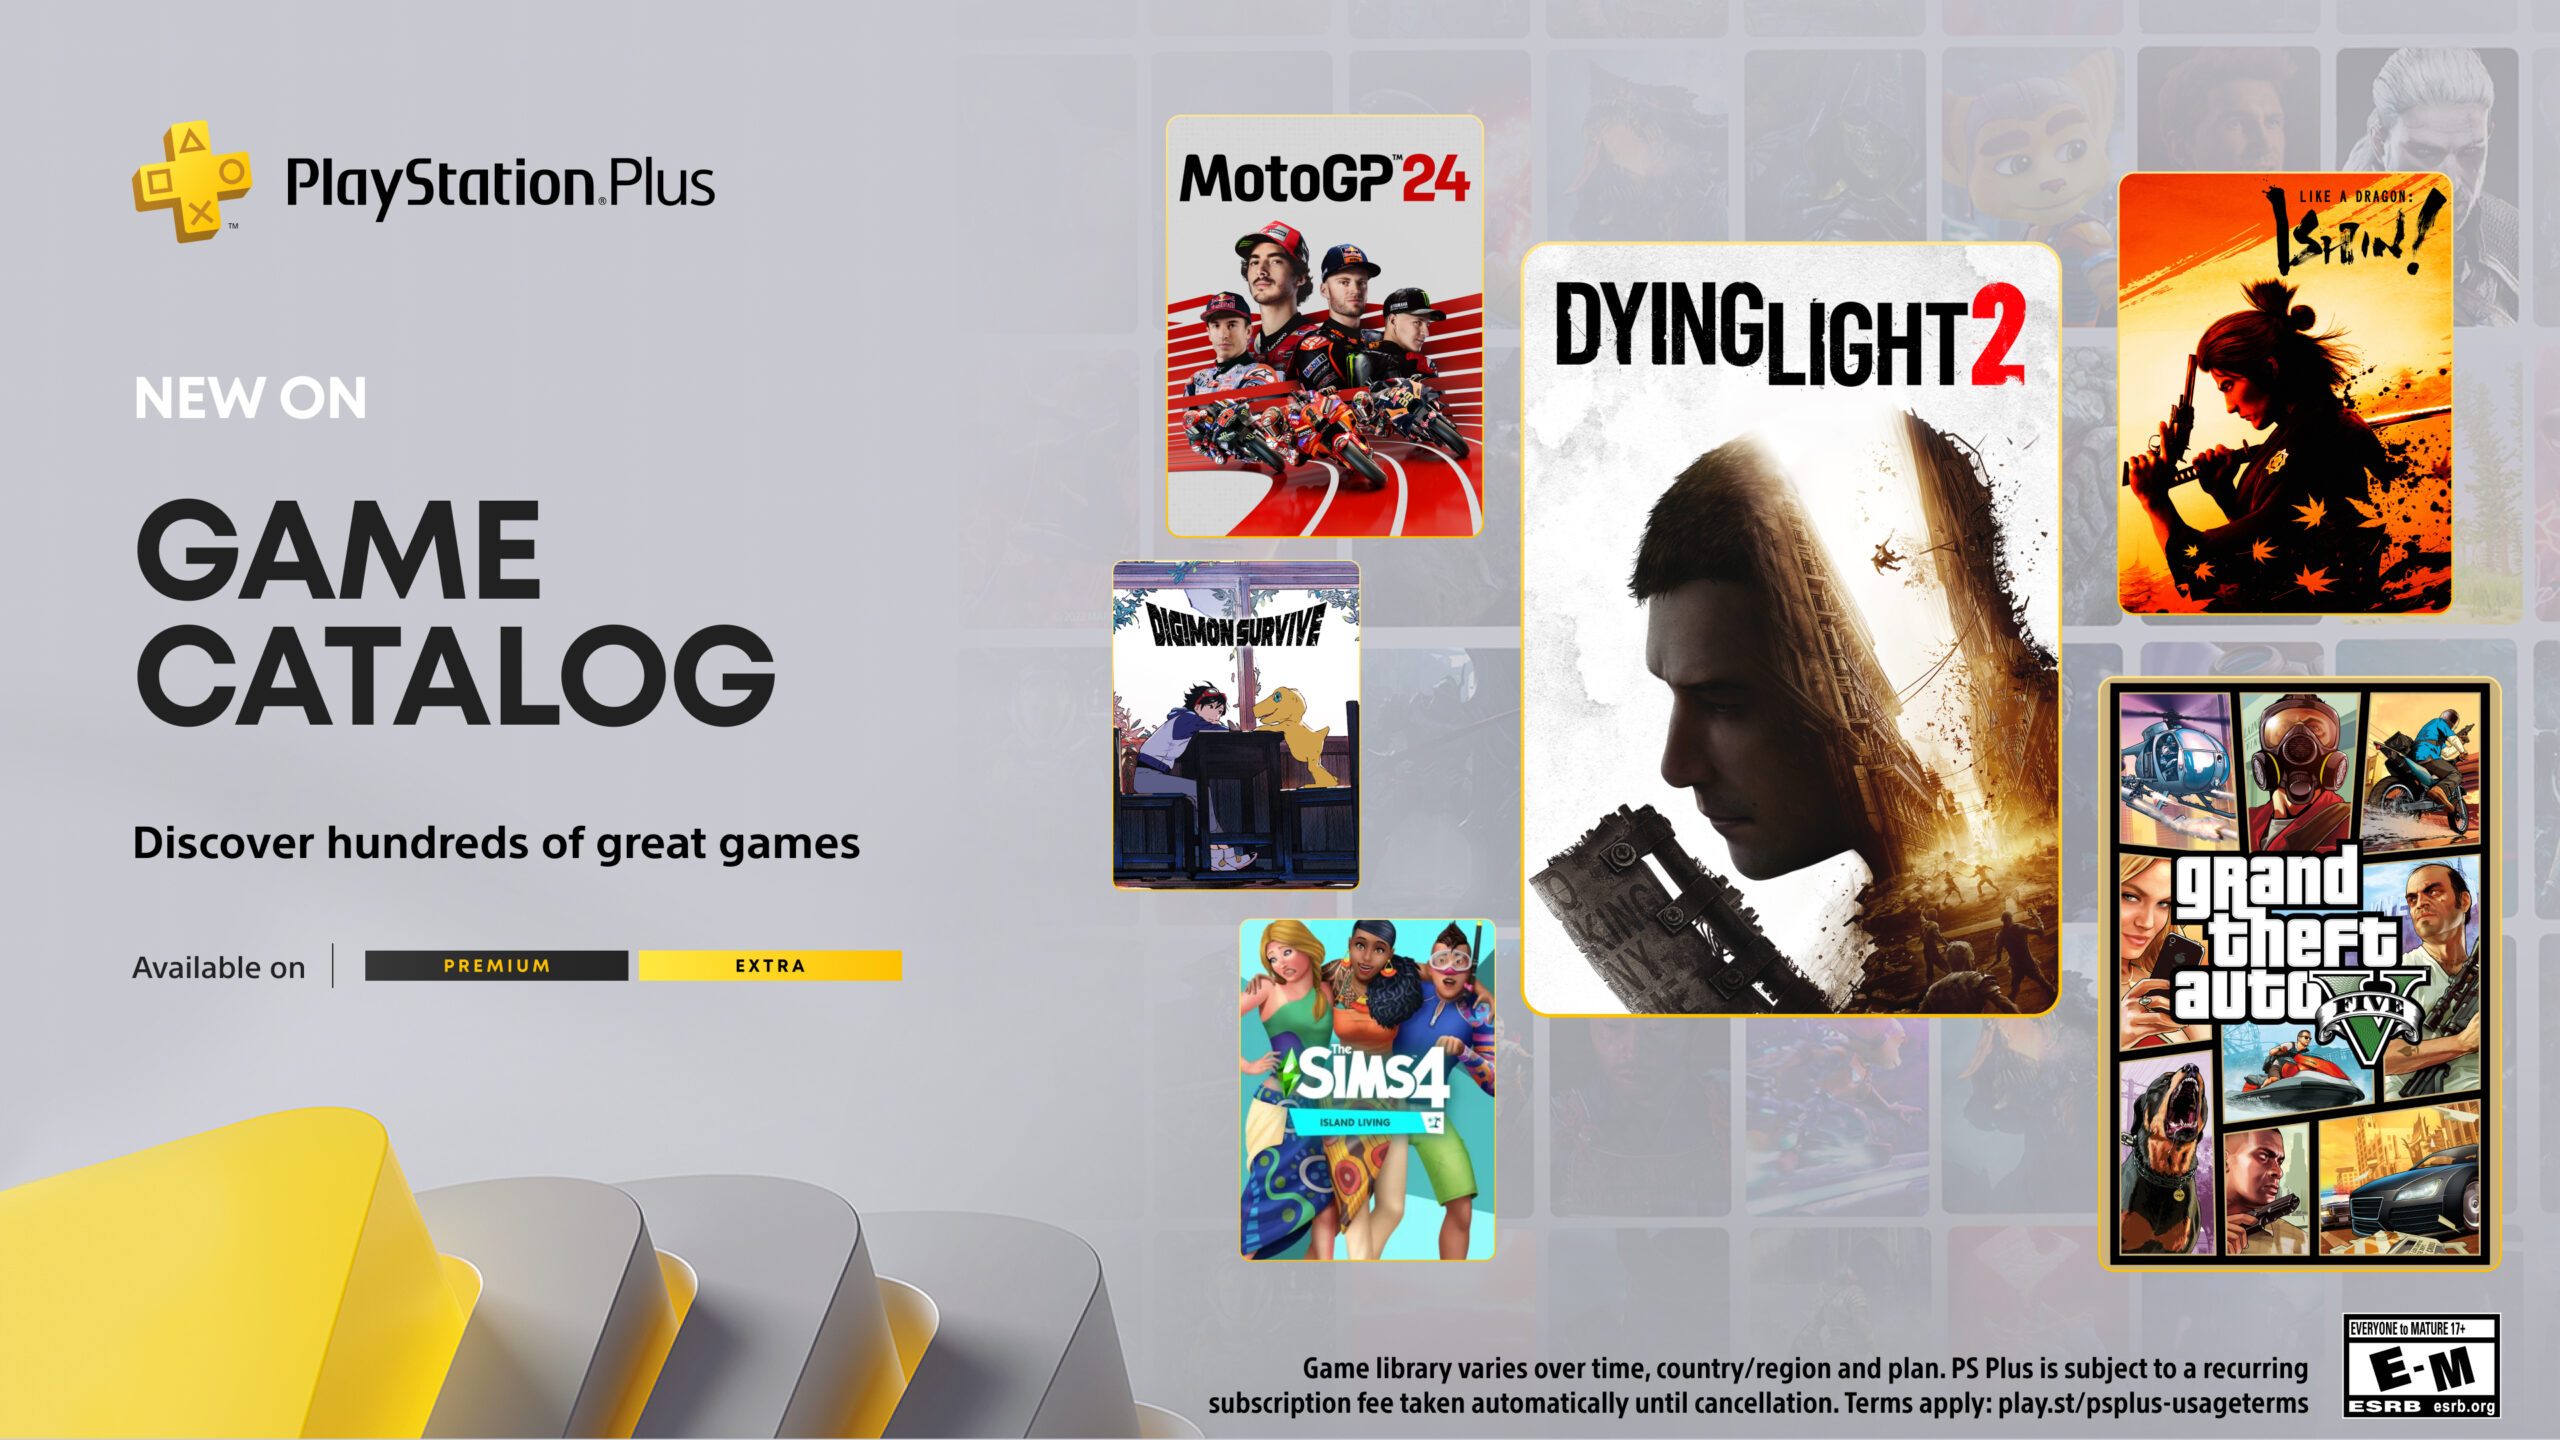 PlayStation®Plus
TM
NEW ON
GAME
CATALOG
Discover hundreds of great games
Available on
PREMIUM
EXTRA
MotoGP™24
DIGIMON SURVIVE
The
SIMS4
ISLAND LIVING
DYING LIGHT 2
LIKE A DRAGON:
ISHIN!
grand
theft
auto V
FIVE
Game library varies over time, country/region and plan. PS Plus is subject to a recurring
subscription fee taken automatically until cancellation. Terms apply: play.st/psplus-usageterms
EVERYONE to MATURE 17+
E-M
ESRB esrb.org